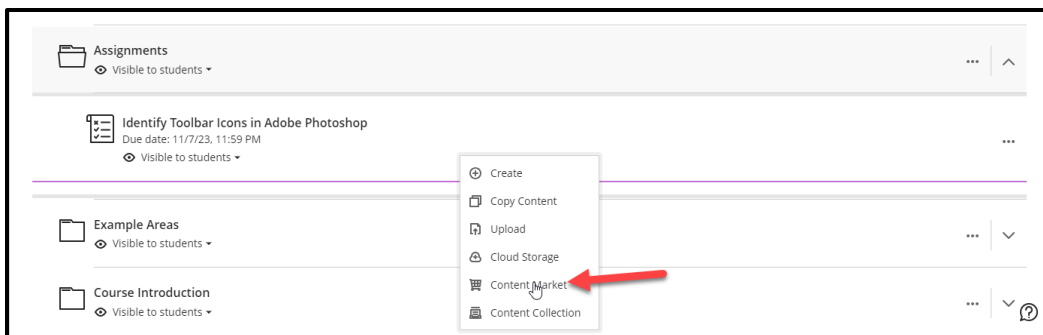 Assignments
Visible to students
Identify Toolbar Icons in Adobe Photoshop
Due date: 11/7/23, 11:59 PM
Visible to students
Create
Copy Content
Upload
Cloud Storage
Content Market
Content Collection
Example Areas
Visible to students
Course Introduction
Visible to students